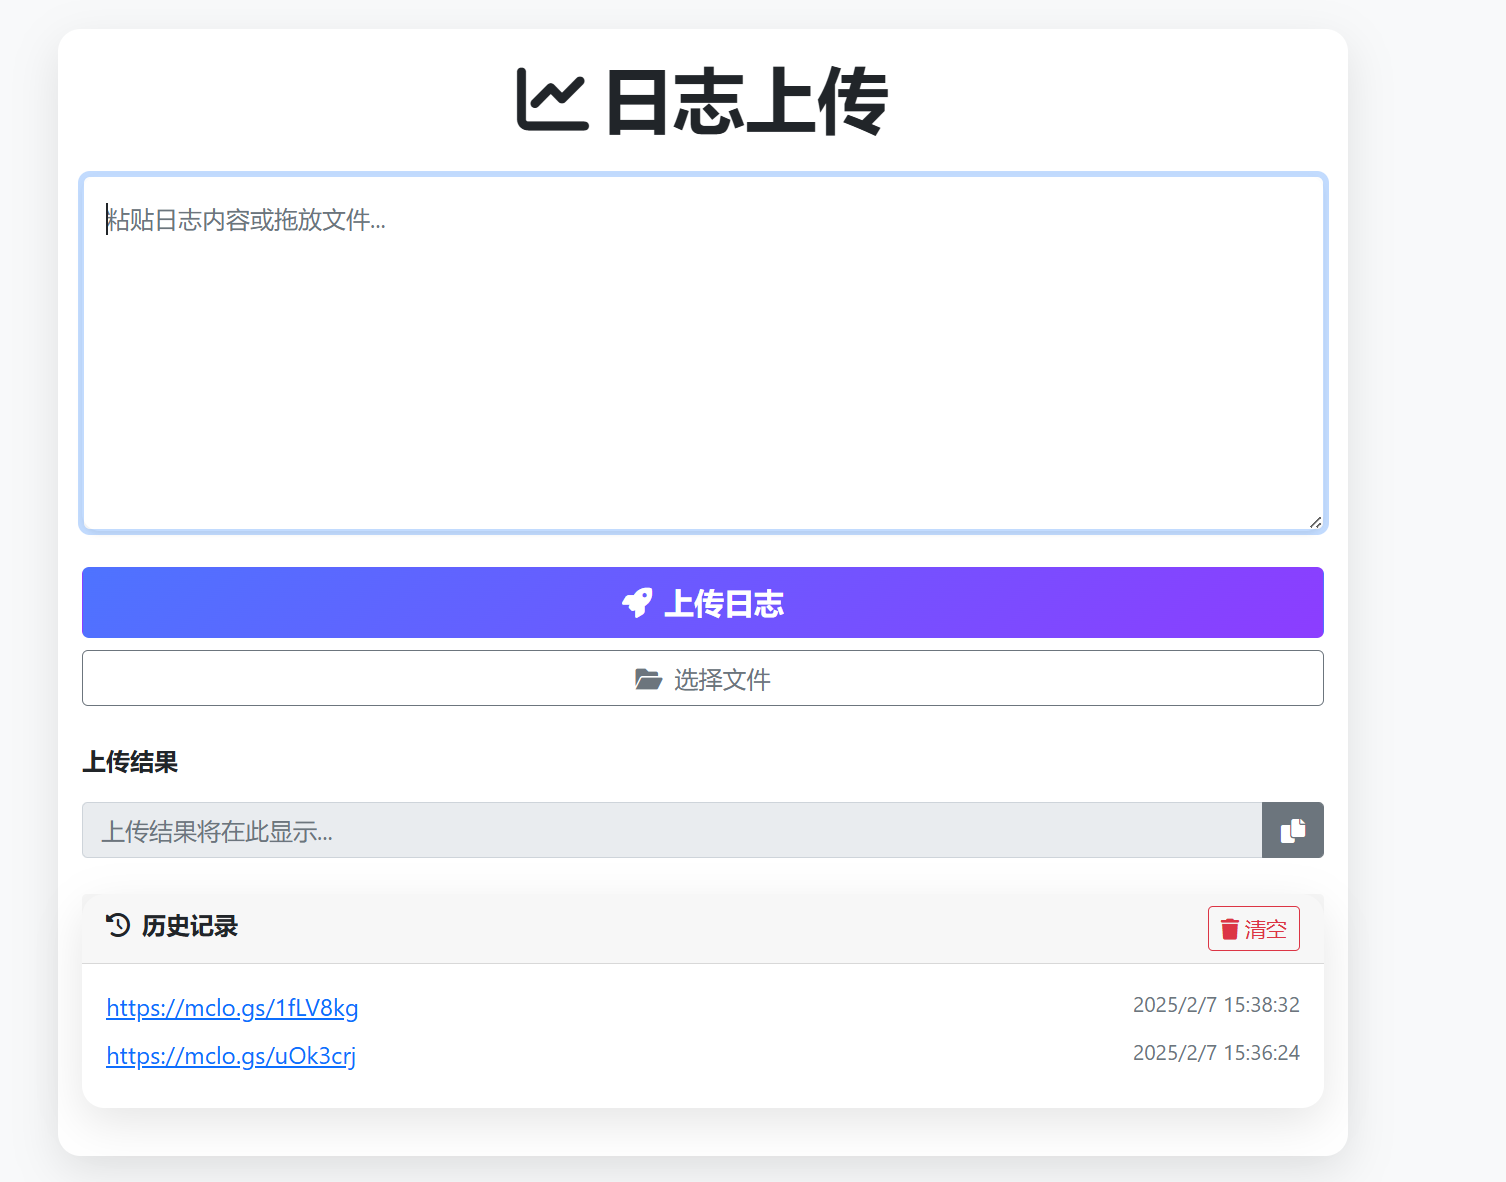 日志上传
粘贴日志内容或拖放文件...
上传日志
选择文件
上传结果
上传结果将在此显示...
历史记录
清空
https://mclo.gs/1fLV8kg 2025/2/7 15:38:32
https://mclo.gs/uOk3crj 2025/2/7 15:36:24